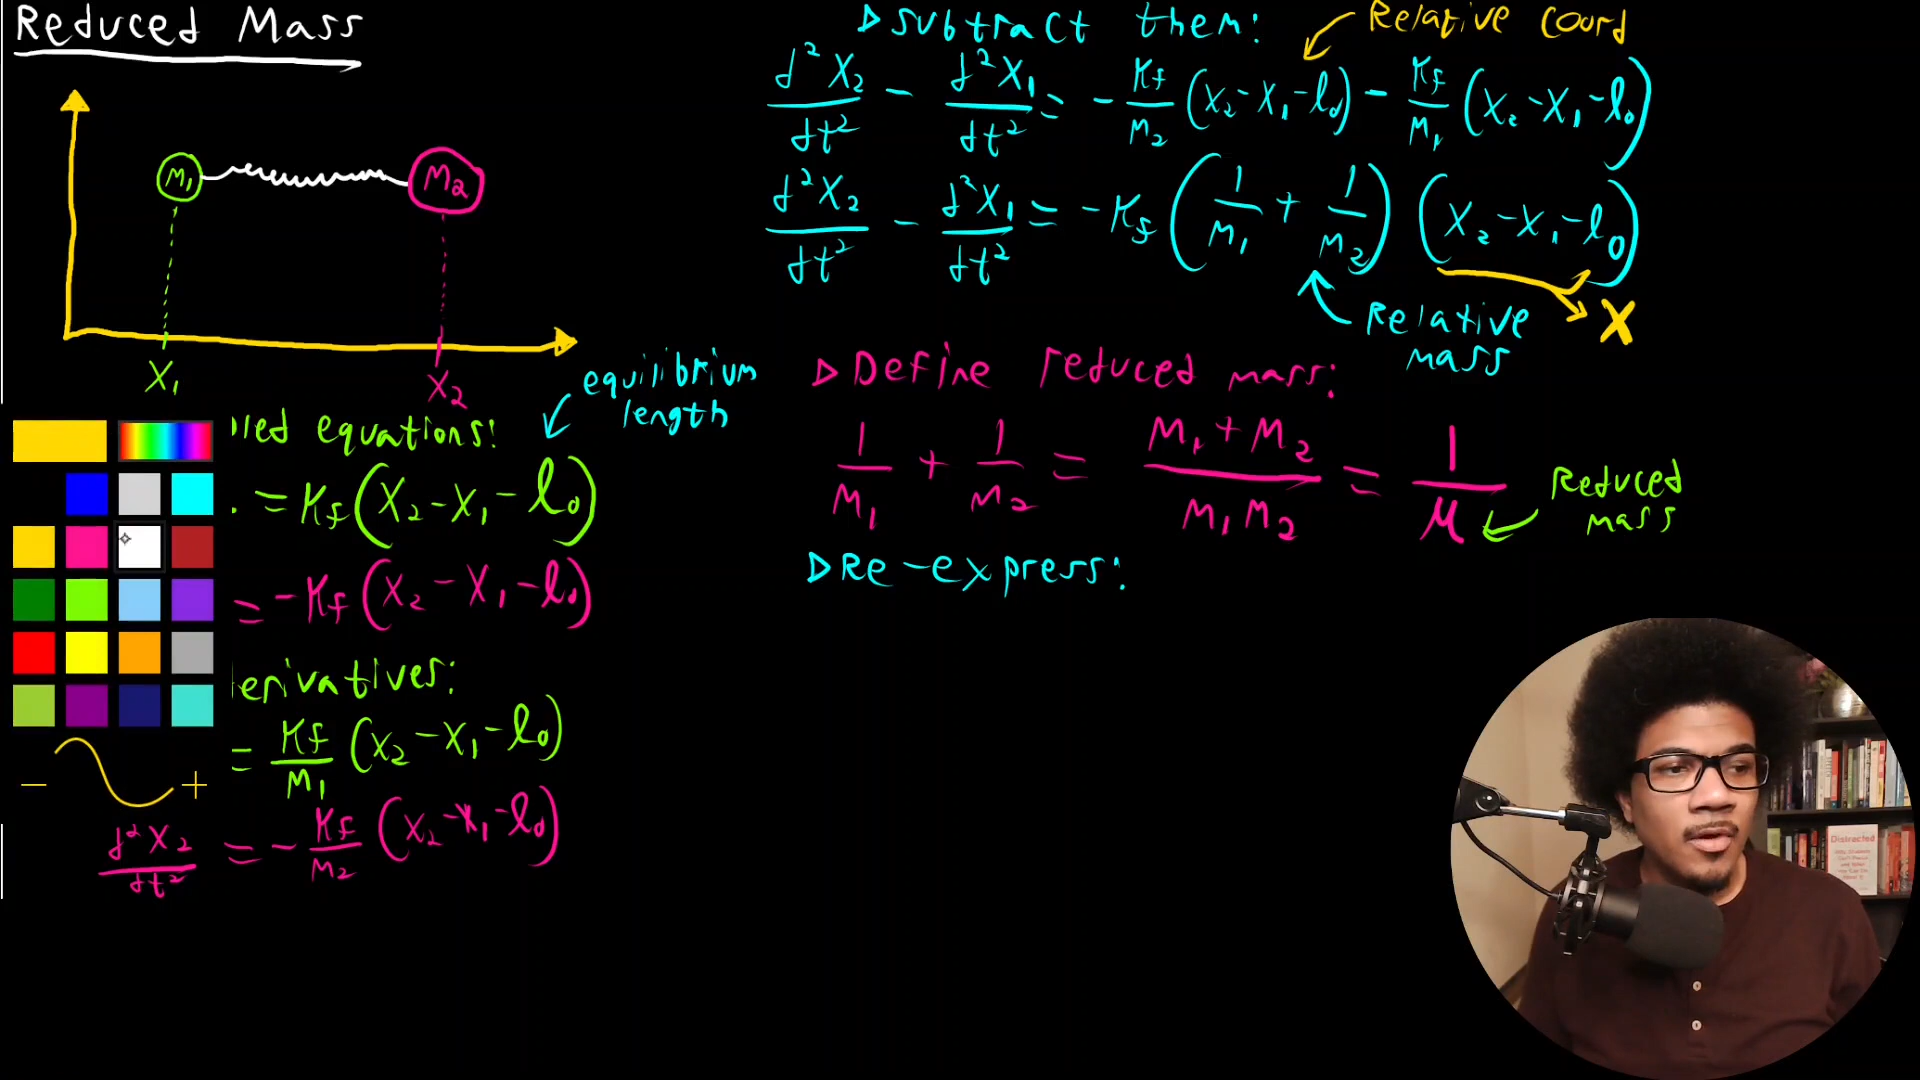 Reduced Mass
M₁ M₂
X₁ X₂
equilibrium
length
equations:
= Kf (X₂ - X₁ - l₀)
= -Kf (X₂ - X₁ - l₀)
erivatives:
= Kf/M₁ (X₂ - X₁ - l₀)
d²X₂/dt² = - Kf/M₂ (X₂ - X₁ - l₀)
▷ Subtract them:
Relative coord
d²X₂/dt² - d²X₁/dt² = - Kf/M₂ (X₂ - X₁ - l₀) - Kf/M₁ (X₂ - X₁ - l₀)
d²X₂/dt² - d²X₁/dt² = -Kf (1/M₁ + 1/M₂) (X₂ - X₁ - l₀)
X
Relative
mass
▷ Define reduced mass:
1/M₁ + 1/M₂ = M₁ + M₂/M₁M₂ = 1/μ
Reduced
mass
▷ Re-express:
Distracted